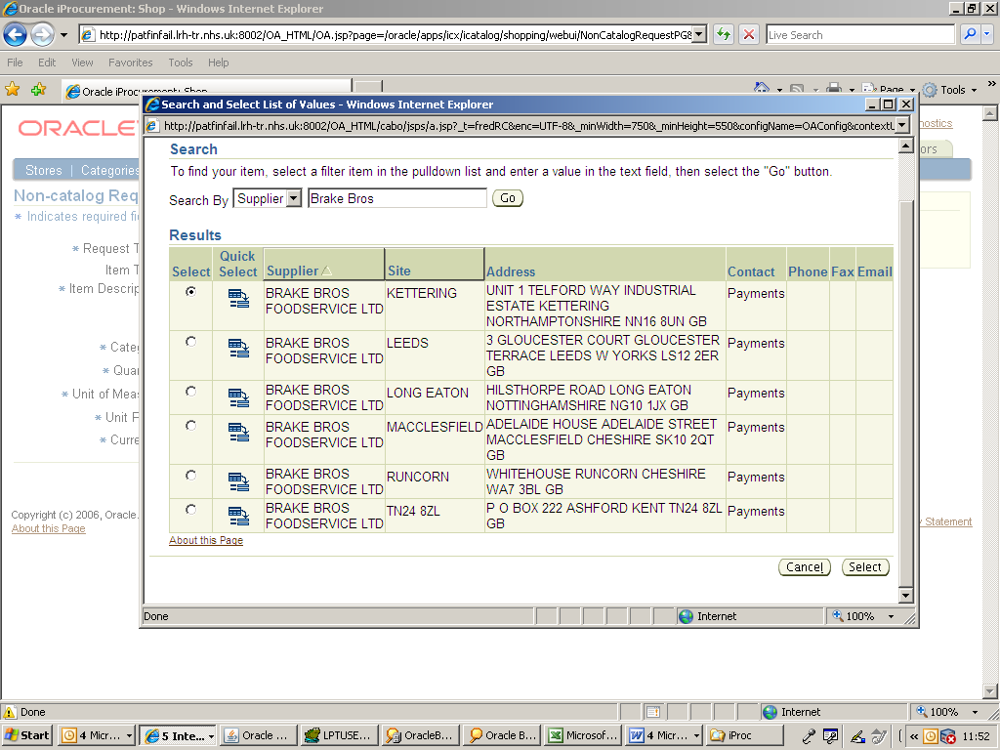 Oracle iProcurement: Shop - Windows Internet Explorer
http://patfinfail.lrh-tr.nhs.uk:8002/OA_HTML/OA.jsp?page=/oracle/apps/icx/icatalog/shopping/webui/NonCatalogRequestPG&
Live Search
File Edit View Favorites Tools Help
Oracle iProcurement: Shop
Page Tools
ORACLE
Stores | Categories
Non-catalog Req
* Indicates required fi
* Request T
Item T
* Item Descrip
* Categ
* Quar
* Unit of Meas
* Unit F
* Curre
Copyright (c) 2006, Oracle.
About this Page
gnostics
ors
y Statement
Search and Select List of Values - Windows Internet Explorer
http://patfinfail.lrh-tr.nhs.uk:8002/OA_HTML/cabo/jsps/a.jsp?_t=fredRC&enc=UTF-8&_minWidth=750&_minHeight=550&configName=OAConfig&contextU
Search
To find your item, select a filter item in the pulldown list and enter a value in the text field, then select the "Go" button.
Search By Supplier Brake Bros Go
Results
Select Quick Select Supplier Site Address Contact Phone Fax Email
BRAKE BROS KETTERING UNIT 1 TELFORD WAY INDUSTRIAL Payments
FOODSERVICE LTD ESTATE KETTERING
NORTHAMPTONSHIRE NN16 8UN GB
BRAKE BROS LEEDS 3 GLOUCESTER COURT GLOUCESTER Payments
FOODSERVICE LTD TERRACE LEEDS W YORKS LS12 2ER
GB
BRAKE BROS LONG EATON HILSTHORPE ROAD LONG EATON Payments
FOODSERVICE LTD NOTTINGHAMSHIRE NG10 1JX GB
BRAKE BROS MACCLESFIELD ADELAIDE HOUSE ADELAIDE STREET Payments
FOODSERVICE LTD MACCLESFIELD CHESHIRE SK10 2QT
GB
BRAKE BROS RUNCORN WHITEHOUSE RUNCORN CHESHIRE Payments
FOODSERVICE LTD WA7 3BL GB
BRAKE BROS TN24 8ZL P O BOX 222 ASHFORD KENT TN24 8ZL Payments
FOODSERVICE LTD GB
About this Page
Cancel Select
Done Internet 100%
Done Internet 100%
Start 4 Micr... 5 Inte... Oracle ... LPTUSE... OracleB... Oracle B... Microsof... 4 Micr... iProc 11:52